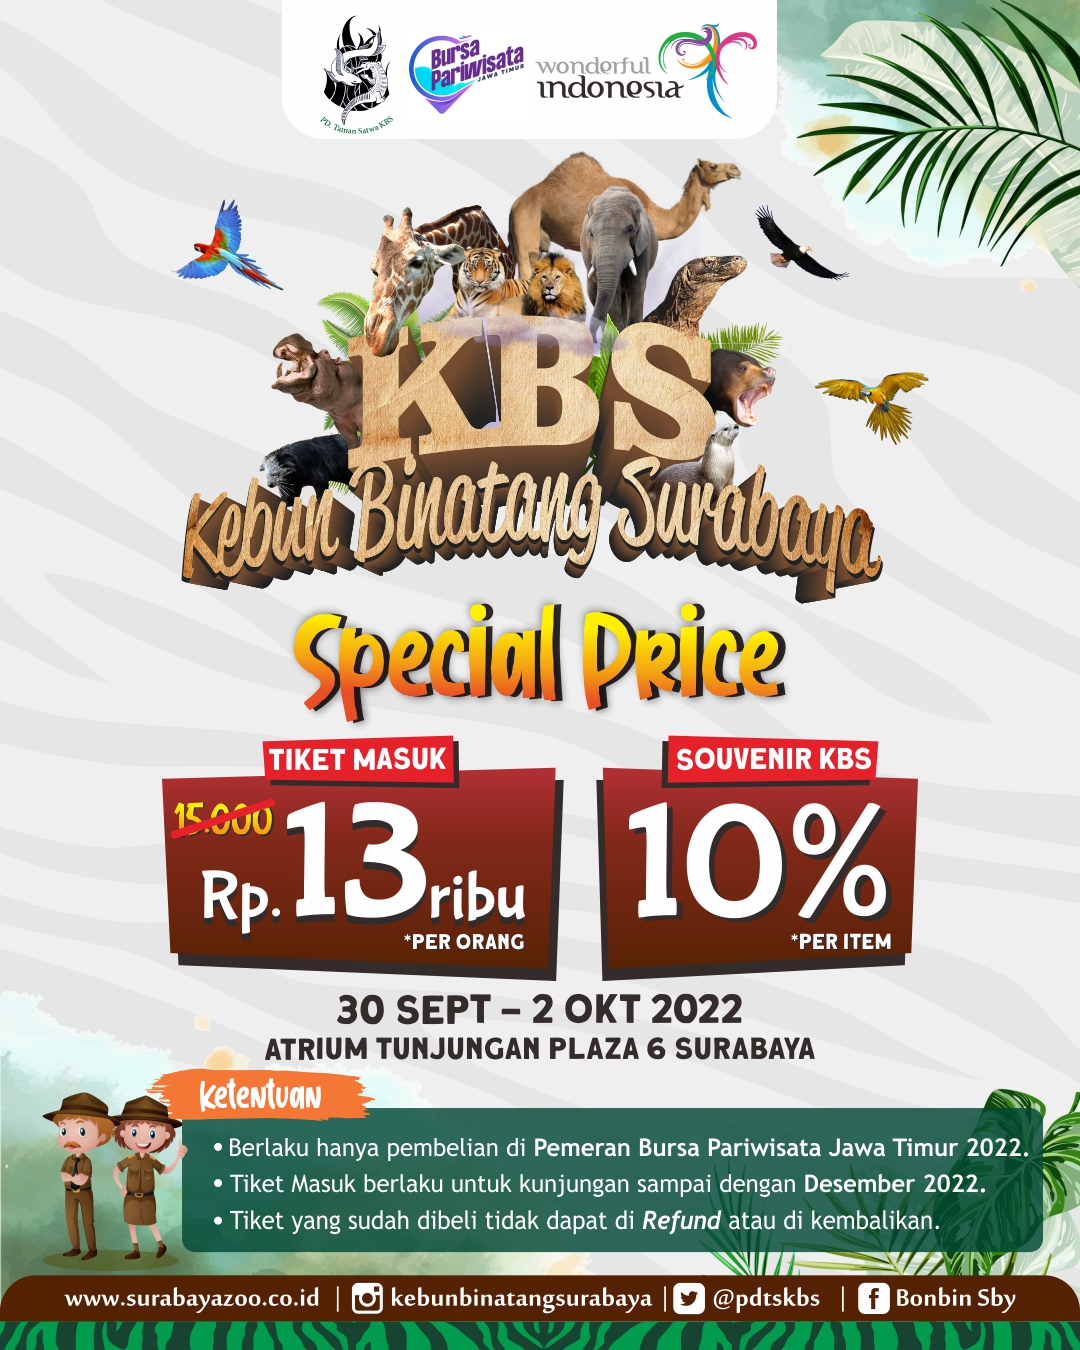 PD. Taman Satwa KBS
Bursa
Pariwisata
JAWA TIMUR
wonderful
indonesia
KBS
Kebun Binatang Surabaya
Special Price
TIKET MASUK
15.000
Rp. 13 ribu
*PER ORANG
SOUVENIR KBS
10%
*PER ITEM
30 SEPT – 2 OKT 2022
ATRIUM TUNJUNGAN PLAZA 6 SURABAYA
Ketentuan
• Berlaku hanya pembelian di Pemeran Bursa Pariwisata Jawa Timur 2022.
• Tiket Masuk berlaku untuk kunjungan sampai dengan Desember 2022.
• Tiket yang sudah dibeli tidak dapat di Refund atau di kembalikan.
www.surabayazoo.co.id | kebunbinatangsurabaya | @pdtskbs | Bonbin Sby